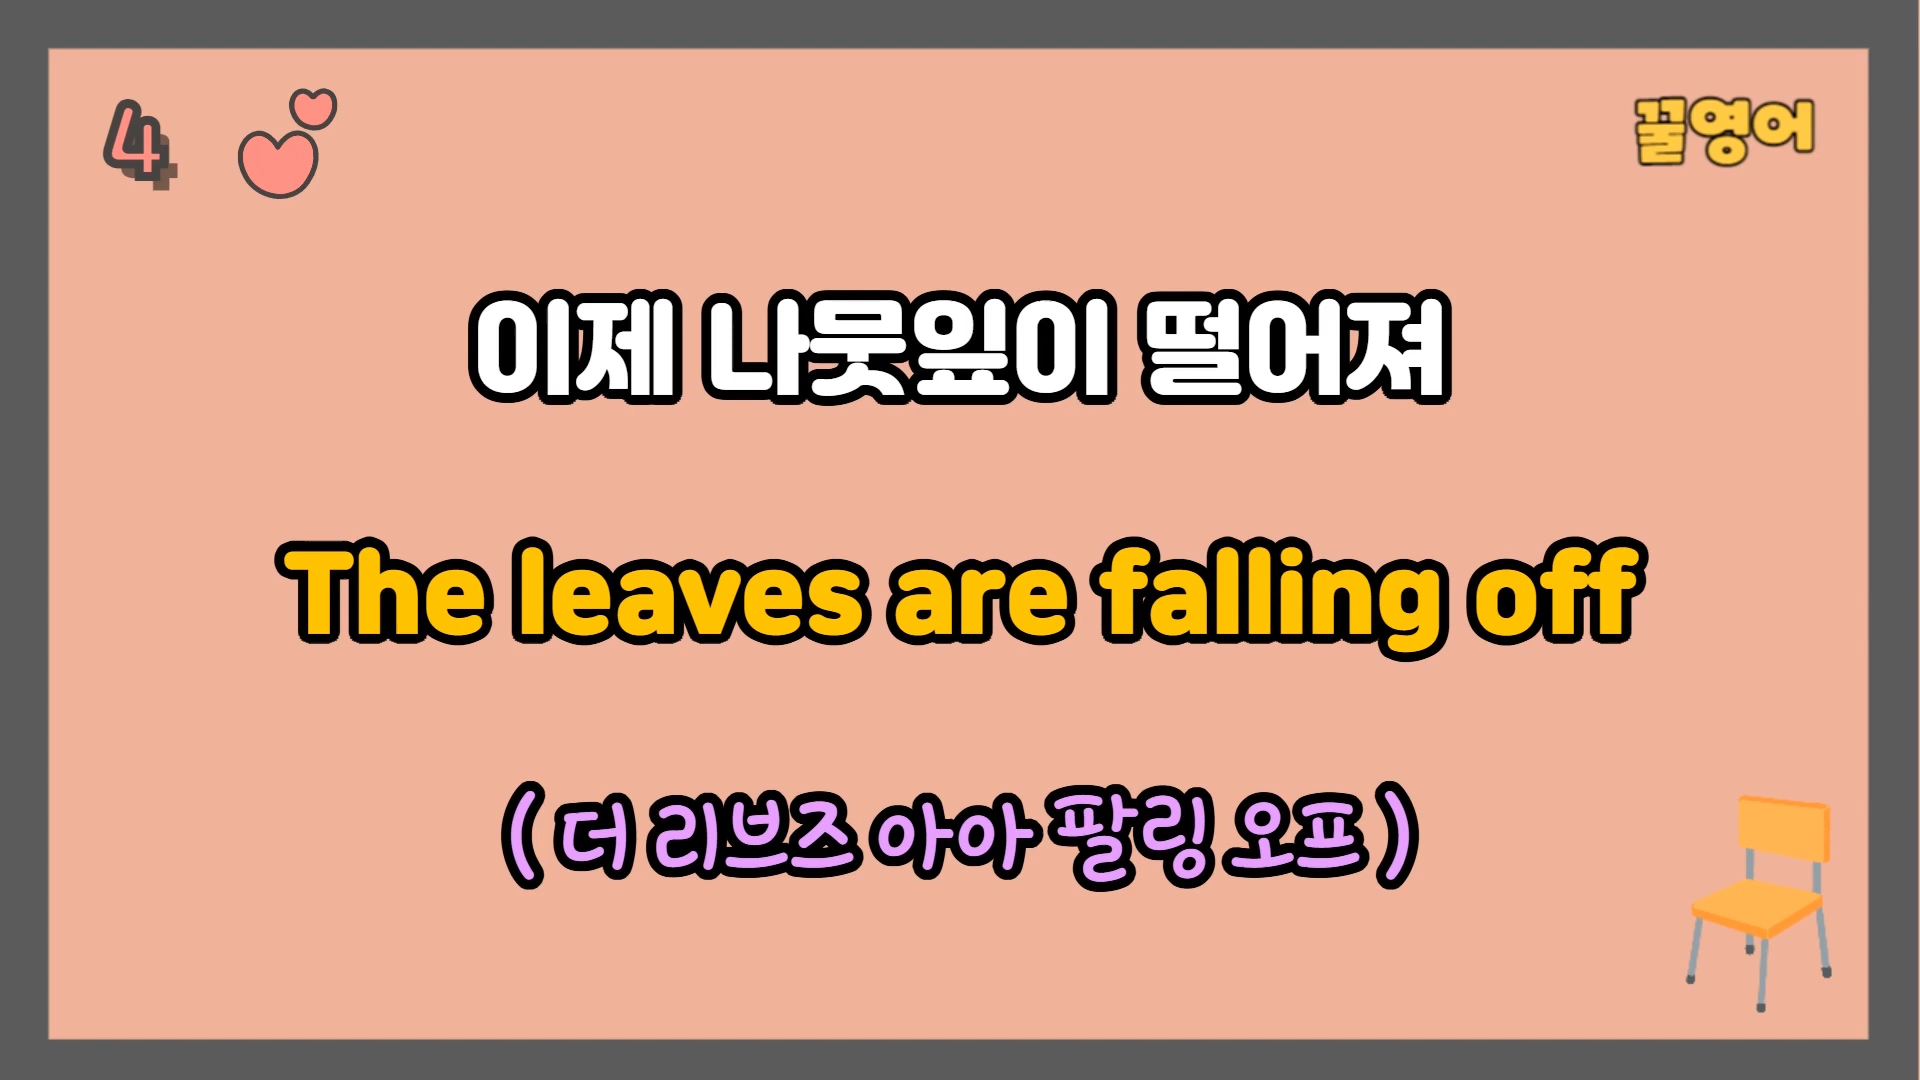 4
꿀영어
이제 나뭇잎이 떨어져
The leaves are falling off
( 더 리브즈 아아 팔링 오프 )